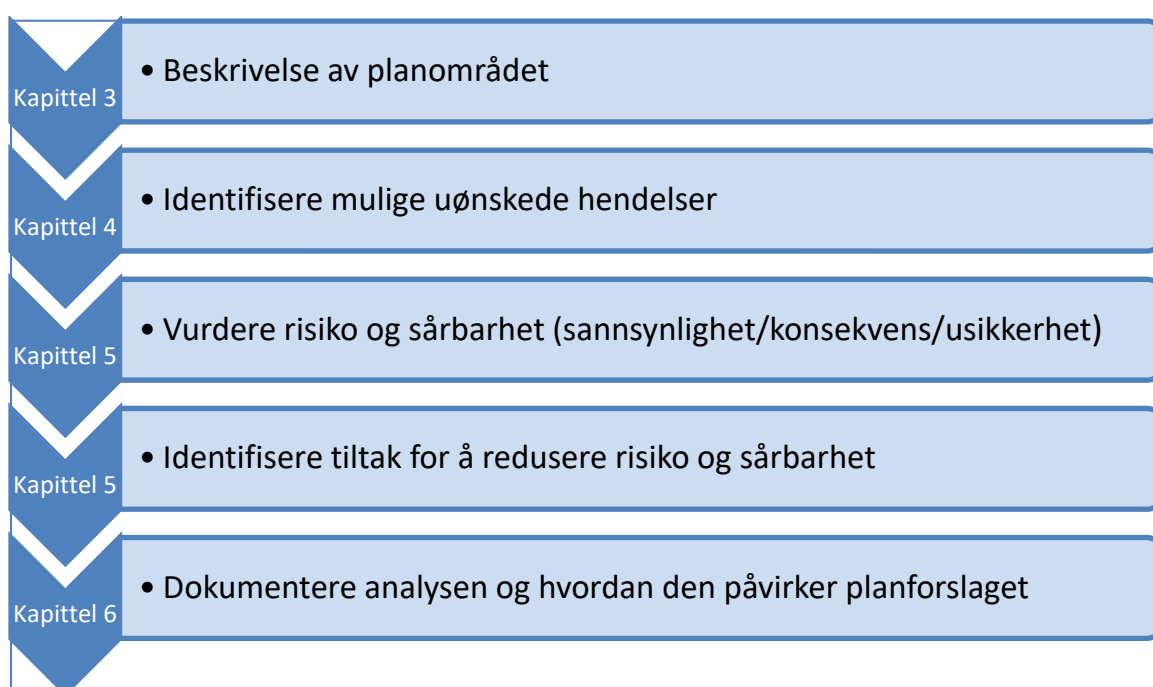 Kapittel 3
• Beskrivelse av planområdet
Kapittel 4
• Identifisere mulige uønskede hendelser
Kapittel 5
• Vurdere risiko og sårbarhet (sannsynlighet/konsekvens/usikkerhet)
Kapittel 5
• Identifisere tiltak for å redusere risiko og sårbarhet
Kapittel 6
• Dokumentere analysen og hvordan den påvirker planforslaget